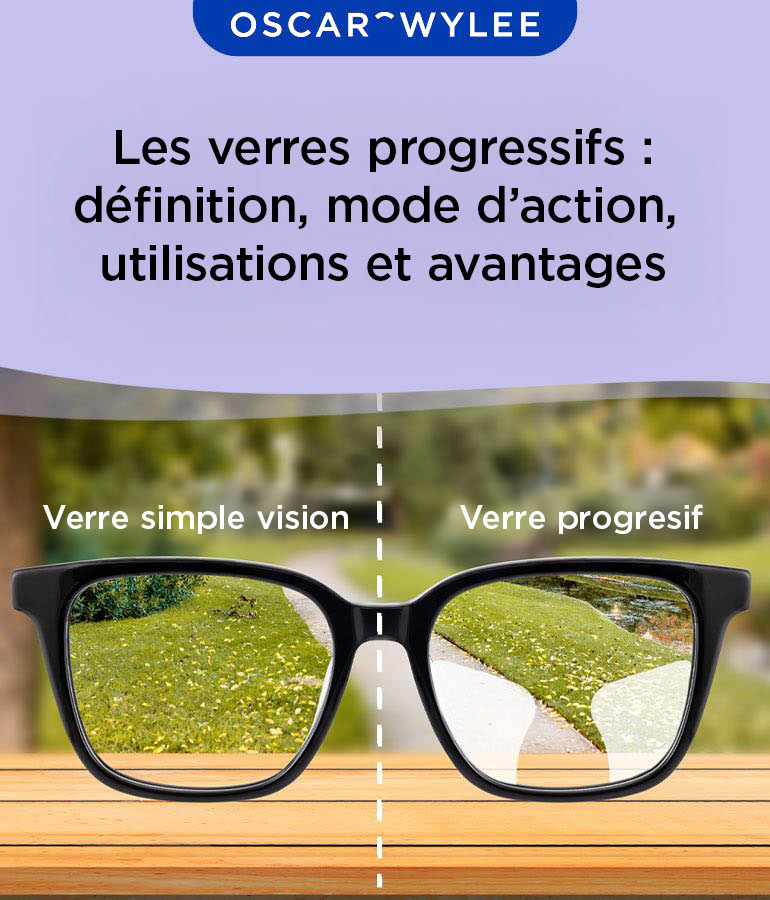 OSCAR WYLEE
Les verres progressifs :
définition, mode d’action,
utilisations et avantages
Verre simple vision
Verre progresif